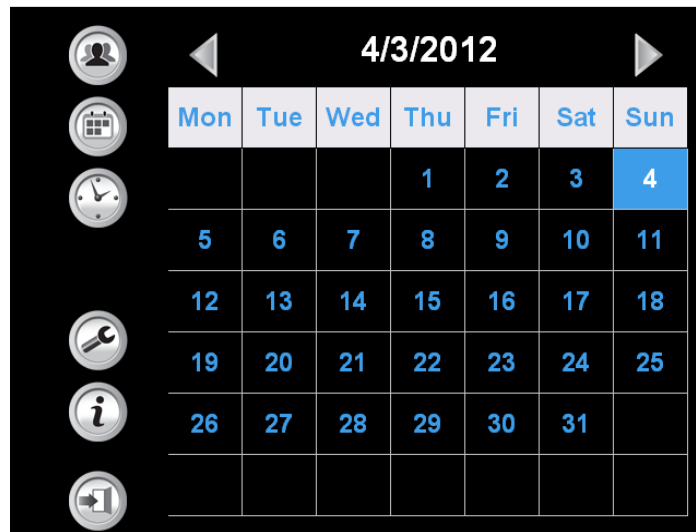 4/3/2012
Mon Tue Wed Thu Fri Sat Sun
1 2 3 4
5 6 7 8 9 10 11
12 13 14 15 16 17 18
19 20 21 22 23 24 25
26 27 28 29 30 31
i